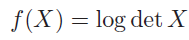 f(X) = log det X